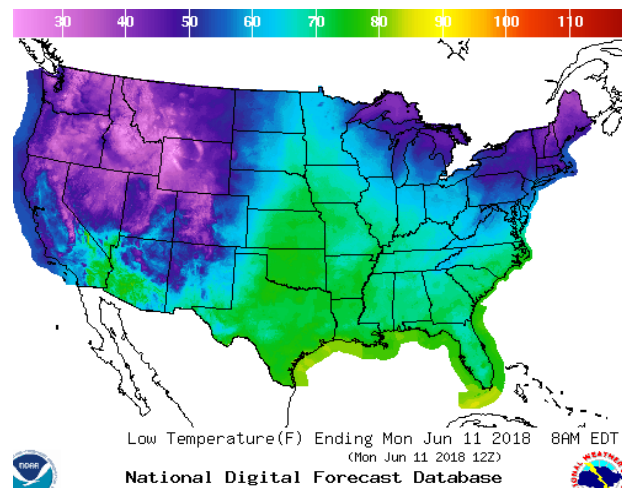 30 40 50 60 70 80 90 100 110
Low Temperature(F) Ending Mon Jun 11 2018 8AM EDT
(Mon Jun 11 2018 12Z)
National Digital Forecast Database
NOAA